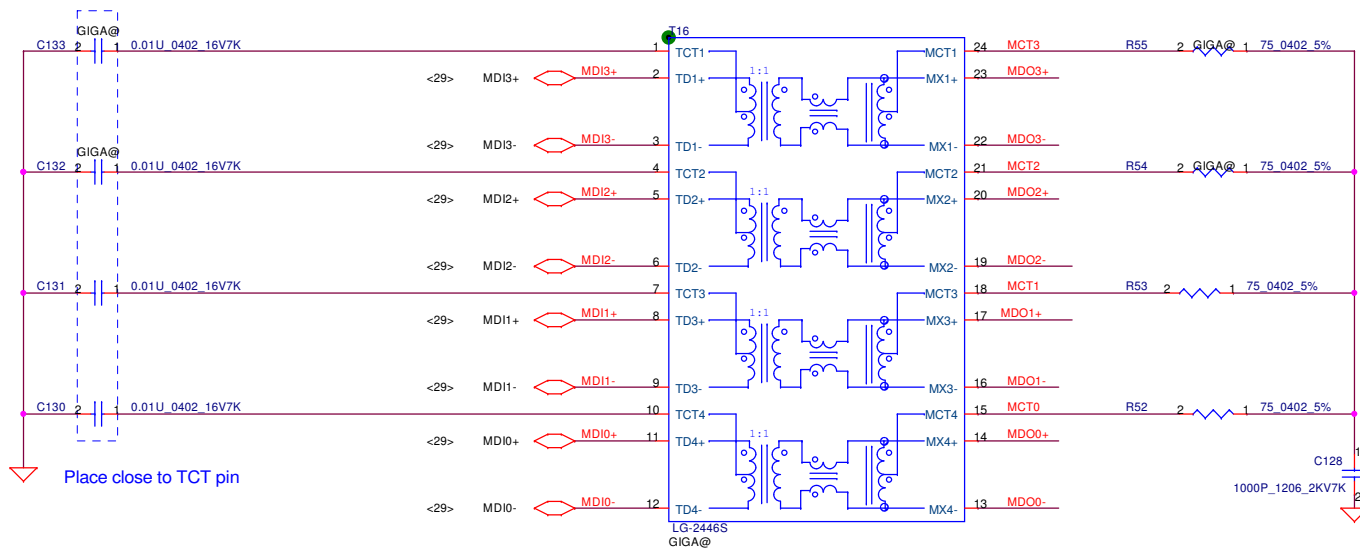 GIGA@ T16
C133 2 1 0.01U_0402_16V7K 1 TCT1 MCT1 24 MCT3 R55 2 GIGA@ 1 75_0402_5%
<29> MDI3+ MDI3+ 2 TD1+ 1:1 MX1+ 23 MDO3+
<29> MDI3- MDI3- 3 TD1- MX1- 22 MDO3-
GIGA@
C132 2 1 0.01U_0402_16V7K 4 TCT2 MCT2 21 MCT2 R54 2 GIGA@ 1 75_0402_5%
<29> MDI2+ MDI2+ 5 TD2+ 1:1 MX2+ 20 MDO2+
<29> MDI2- MDI2- 6 TD2- MX2- 19 MDO2-
C131 2 1 0.01U_0402_16V7K 7 TCT3 MCT3 18 MCT1 R53 2 1 75_0402_5%
<29> MDI1+ MDI1+ 8 TD3+ 1:1 MX3+ 17 MDO1+
<29> MDI1- MDI1- 9 TD3- MX3- 16 MDO1-
C130 2 1 0.01U_0402_16V7K 10 TCT4 MCT4 15 MCT0 R52 2 1 75_0402_5%
<29> MDI0+ MDI0+ 11 TD4+ 1:1 MX4+ 14 MDO0+
Place close to TCT pin
C128 1
1000P_1206_2KV7K 2
<29> MDI0- MDI0- 12 TD4- MX4- 13 MDO0-
LG-2446S
GIGA@